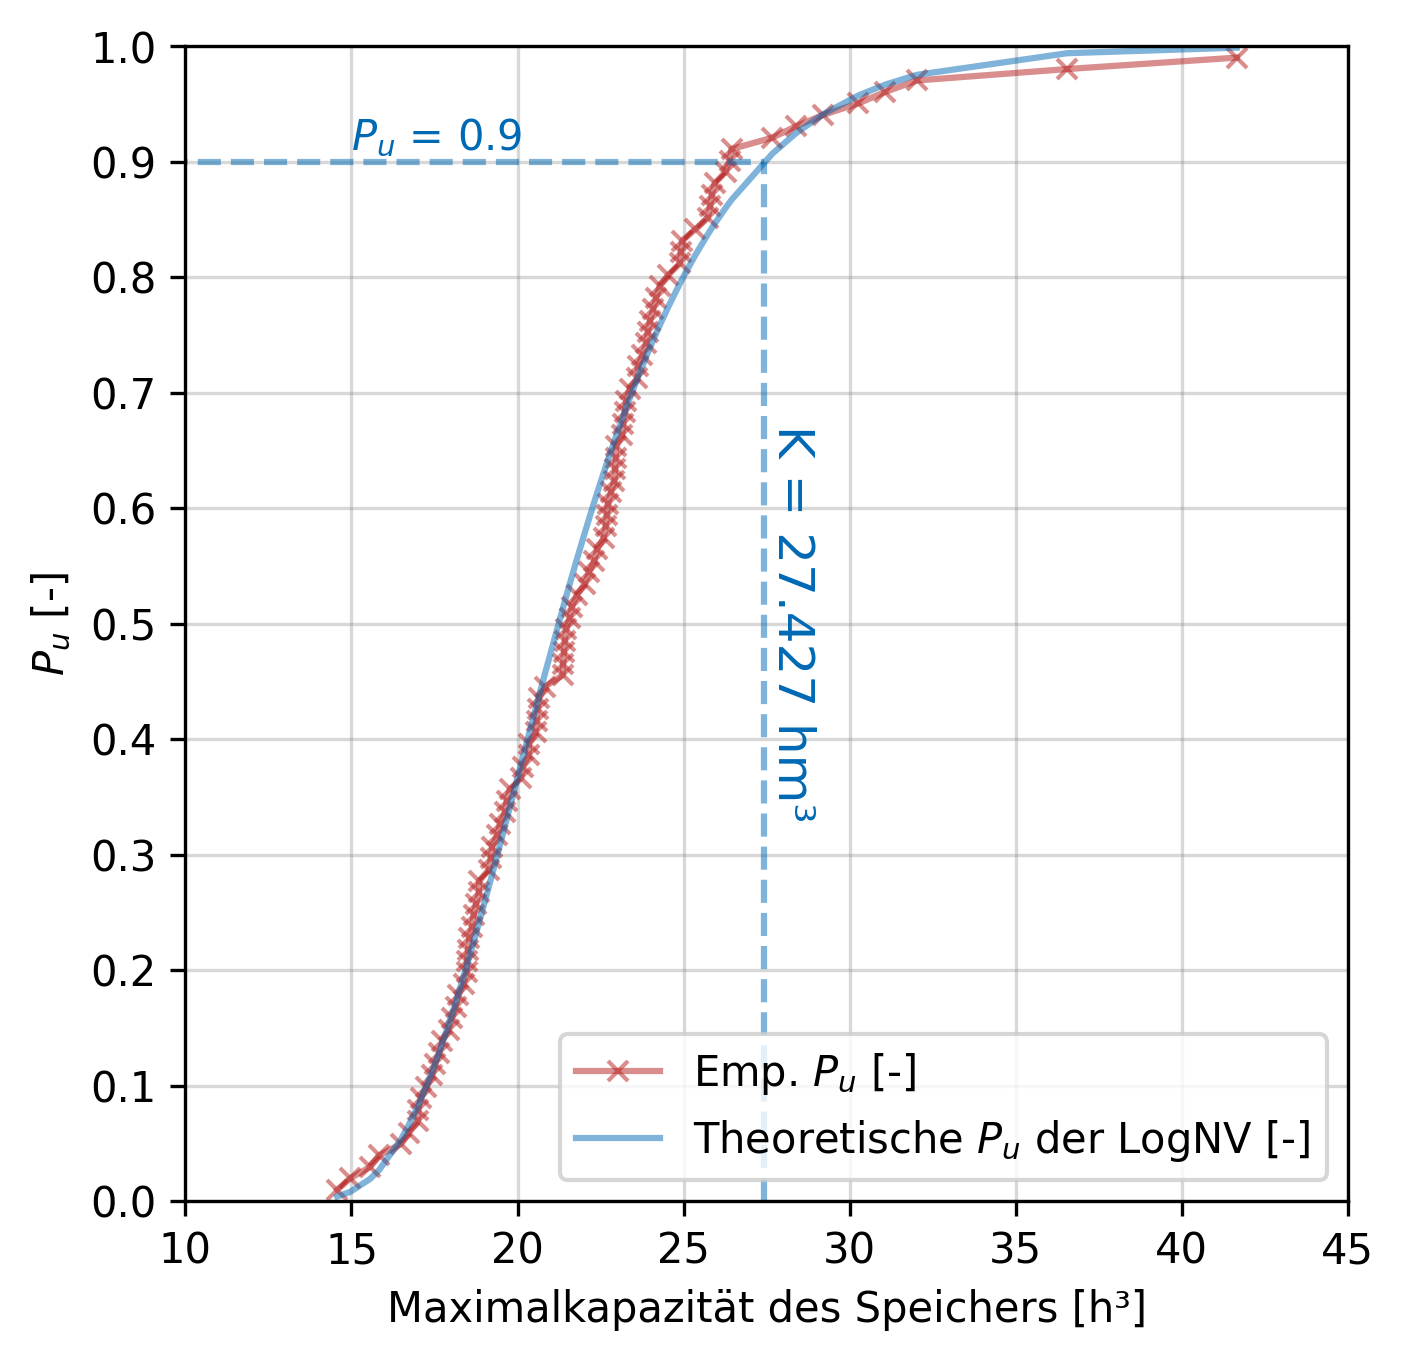 1.0
0.9
0.8
0.7
0.6
0.5
0.4
0.3
0.2
0.1
0.0
P_u [-]
P_u = 0.9
K = 27.427 hm³
Emp. P_u [-]
Theoretische P_u der LogNV [-]
10 15 20 25 30 35 40 45
Maximalkapazität des Speichers [h³]